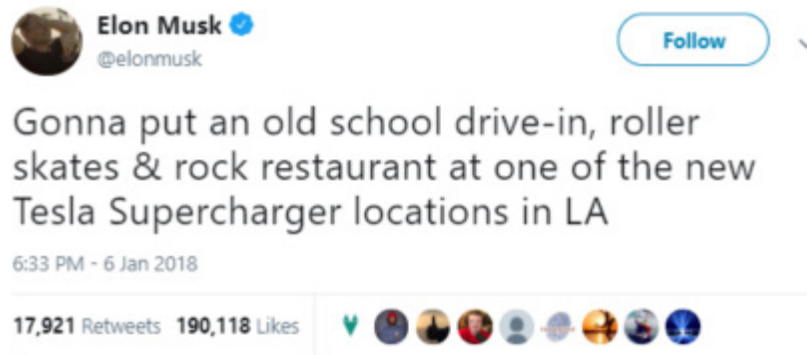 Elon Musk
@elonmusk
Follow
Gonna put an old school drive-in, roller
skates & rock restaurant at one of the new
Tesla Supercharger locations in LA
6:33 PM - 6 Jan 2018
17,921 Retweets 190,118 Likes